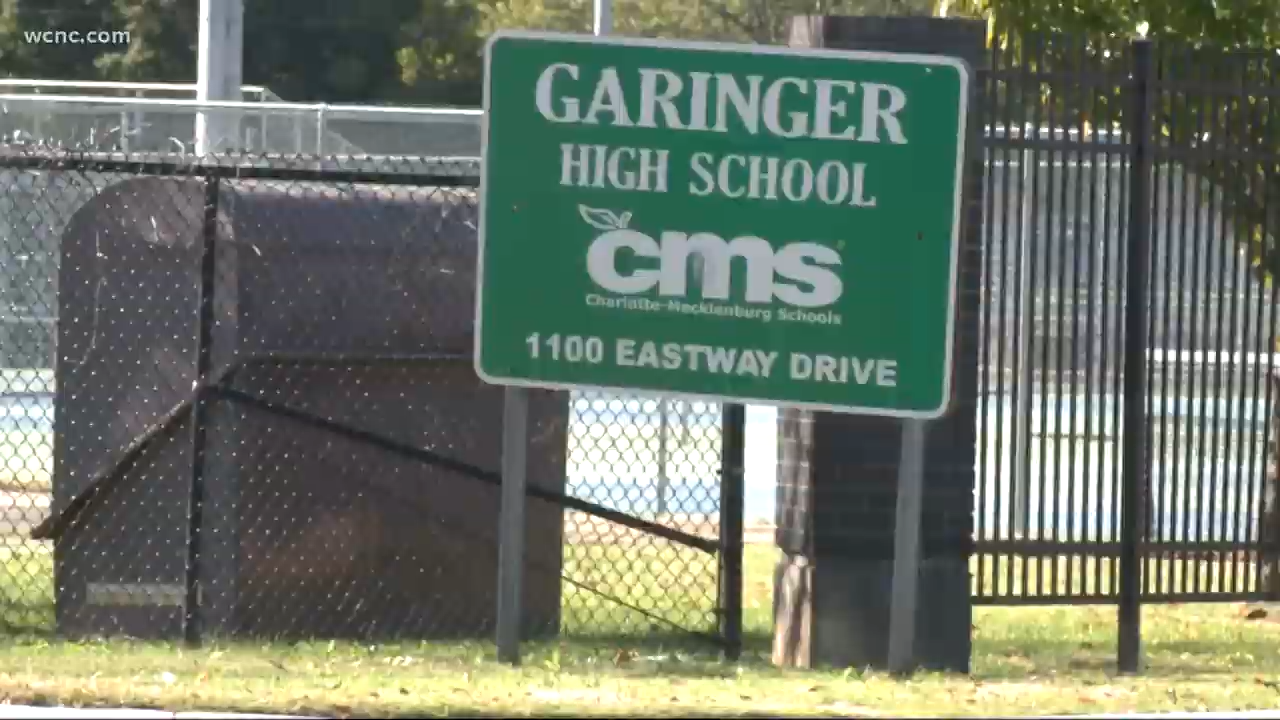 wcnc.com
GARINGER
HIGH SCHOOL
cms
Charlotte-Mecklenburg Schools
1100 EASTWAY DRIVE